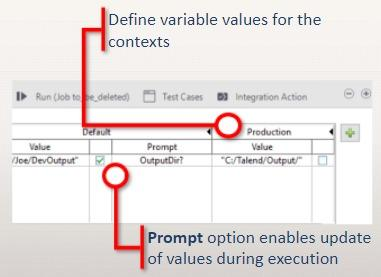 Define variable values for the
contexts
Run (Job to_be_deleted) Test Cases Integration Action
Default Production
Value Prompt Value
/Joe/DevOutput" OutputDir? "C:/Talend/Output/"
Prompt option enables update
of values during execution